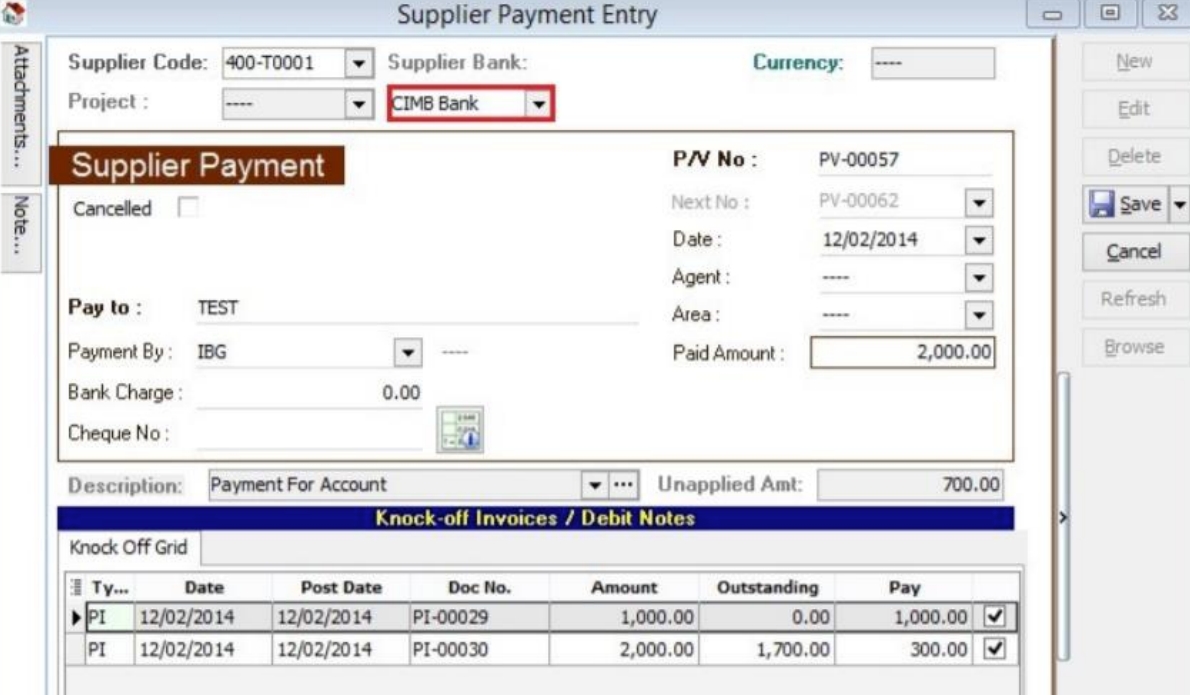 Supplier Payment Entry
Attachments...
Note...
Supplier Code: 400-T0001 Supplier Bank: Currency: ----
Project : ---- CIMB Bank
Supplier Payment
Cancelled
P/V No : PV-00057
Next No : PV-00062
Date : 12/02/2014
Agent : ----
Area : ----
Pay to : TEST
Payment By : IBG ----
Paid Amount : 2,000.00
Bank Charge : 0.00
Cheque No :
Description: Payment For Account ... Unapplied Amt: 700.00
Knock-off Invoices / Debit Notes
Knock Off Grid
Ty... Date Post Date Doc No. Amount Outstanding Pay
PI 12/02/2014 12/02/2014 PI-00029 1,000.00 0.00 1,000.00
PI 12/02/2014 12/02/2014 PI-00030 2,000.00 1,700.00 300.00
New
Edit
Delete
Save
Cancel
Refresh
Browse